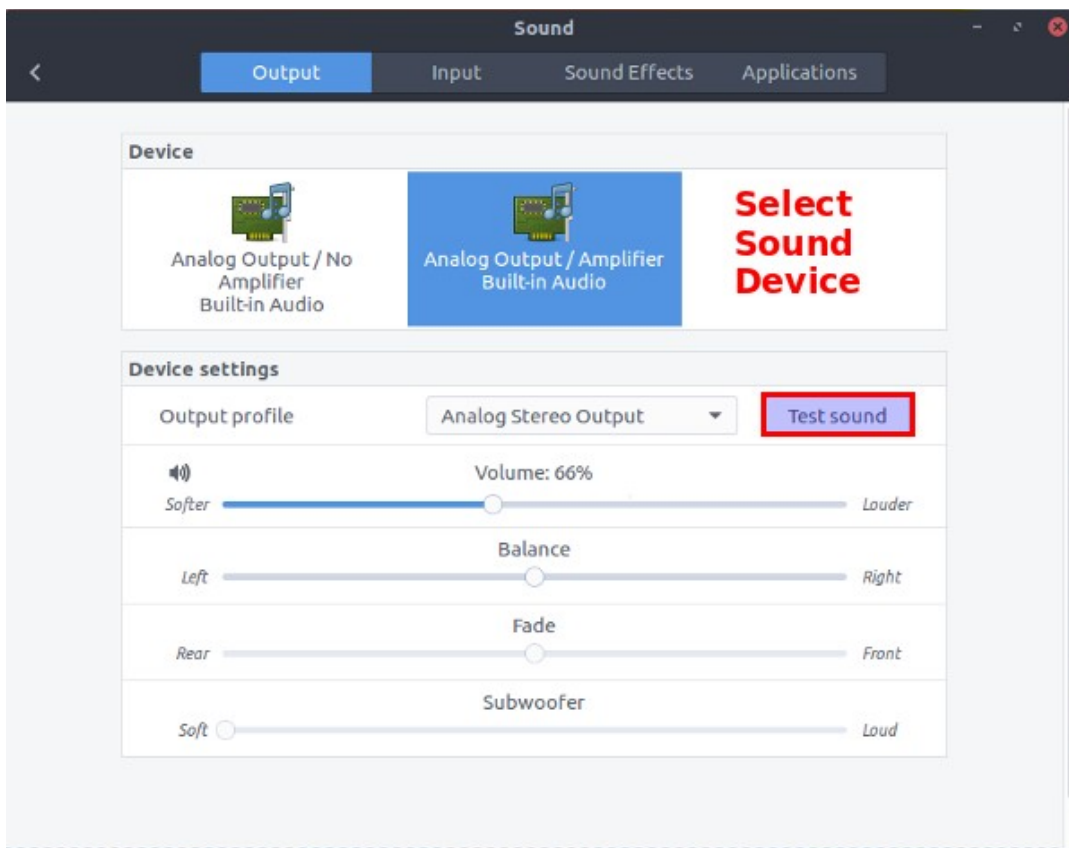 Sound
Output Input Sound Effects Applications
Device
Analog Output / No
Amplifier
Built-in Audio
Analog Output / Amplifier
Built-in Audio
Select
Sound
Device
Device settings
Output profile Analog Stereo Output Test sound
Volume: 66%
Softer Louder
Balance
Left Right
Fade
Rear Front
Subwoofer
Soft Loud